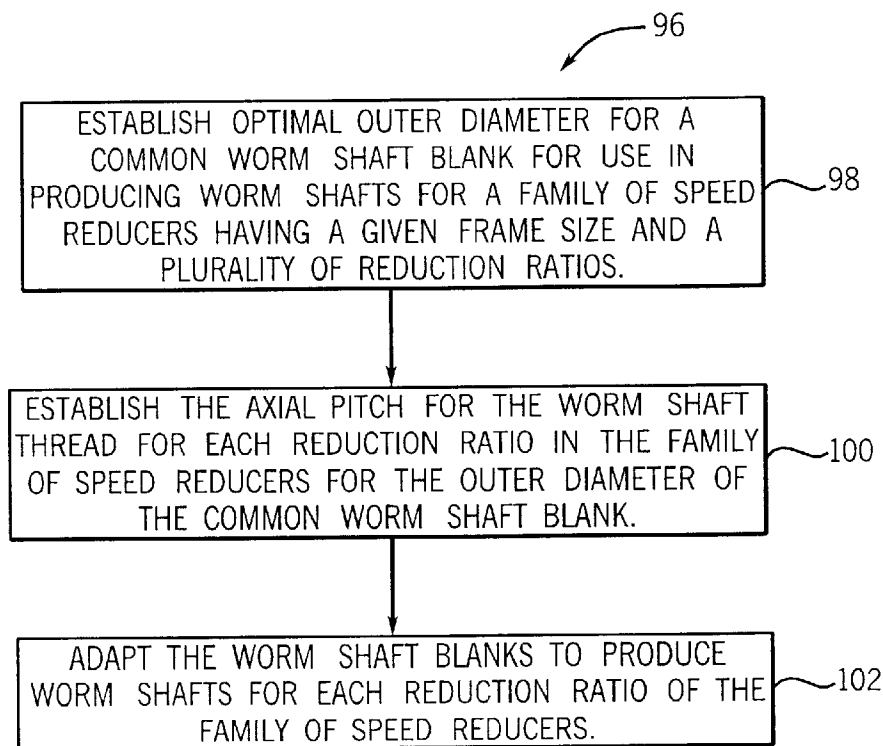 96
ESTABLISH OPTIMAL OUTER DIAMETER FOR A
COMMON WORM SHAFT BLANK FOR USE IN
PRODUCING WORM SHAFTS FOR A FAMILY OF SPEED
REDUCERS HAVING A GIVEN FRAME SIZE AND A
PLURALITY OF REDUCTION RATIOS.
98
ESTABLISH THE AXIAL PITCH FOR THE WORM SHAFT
THREAD FOR EACH REDUCTION RATIO IN THE FAMILY
OF SPEED REDUCERS FOR THE OUTER DIAMETER OF
THE COMMON WORM SHAFT BLANK.
100
ADAPT THE WORM SHAFT BLANKS TO PRODUCE
WORM SHAFTS FOR EACH REDUCTION RATIO OF THE
FAMILY OF SPEED REDUCERS.
102